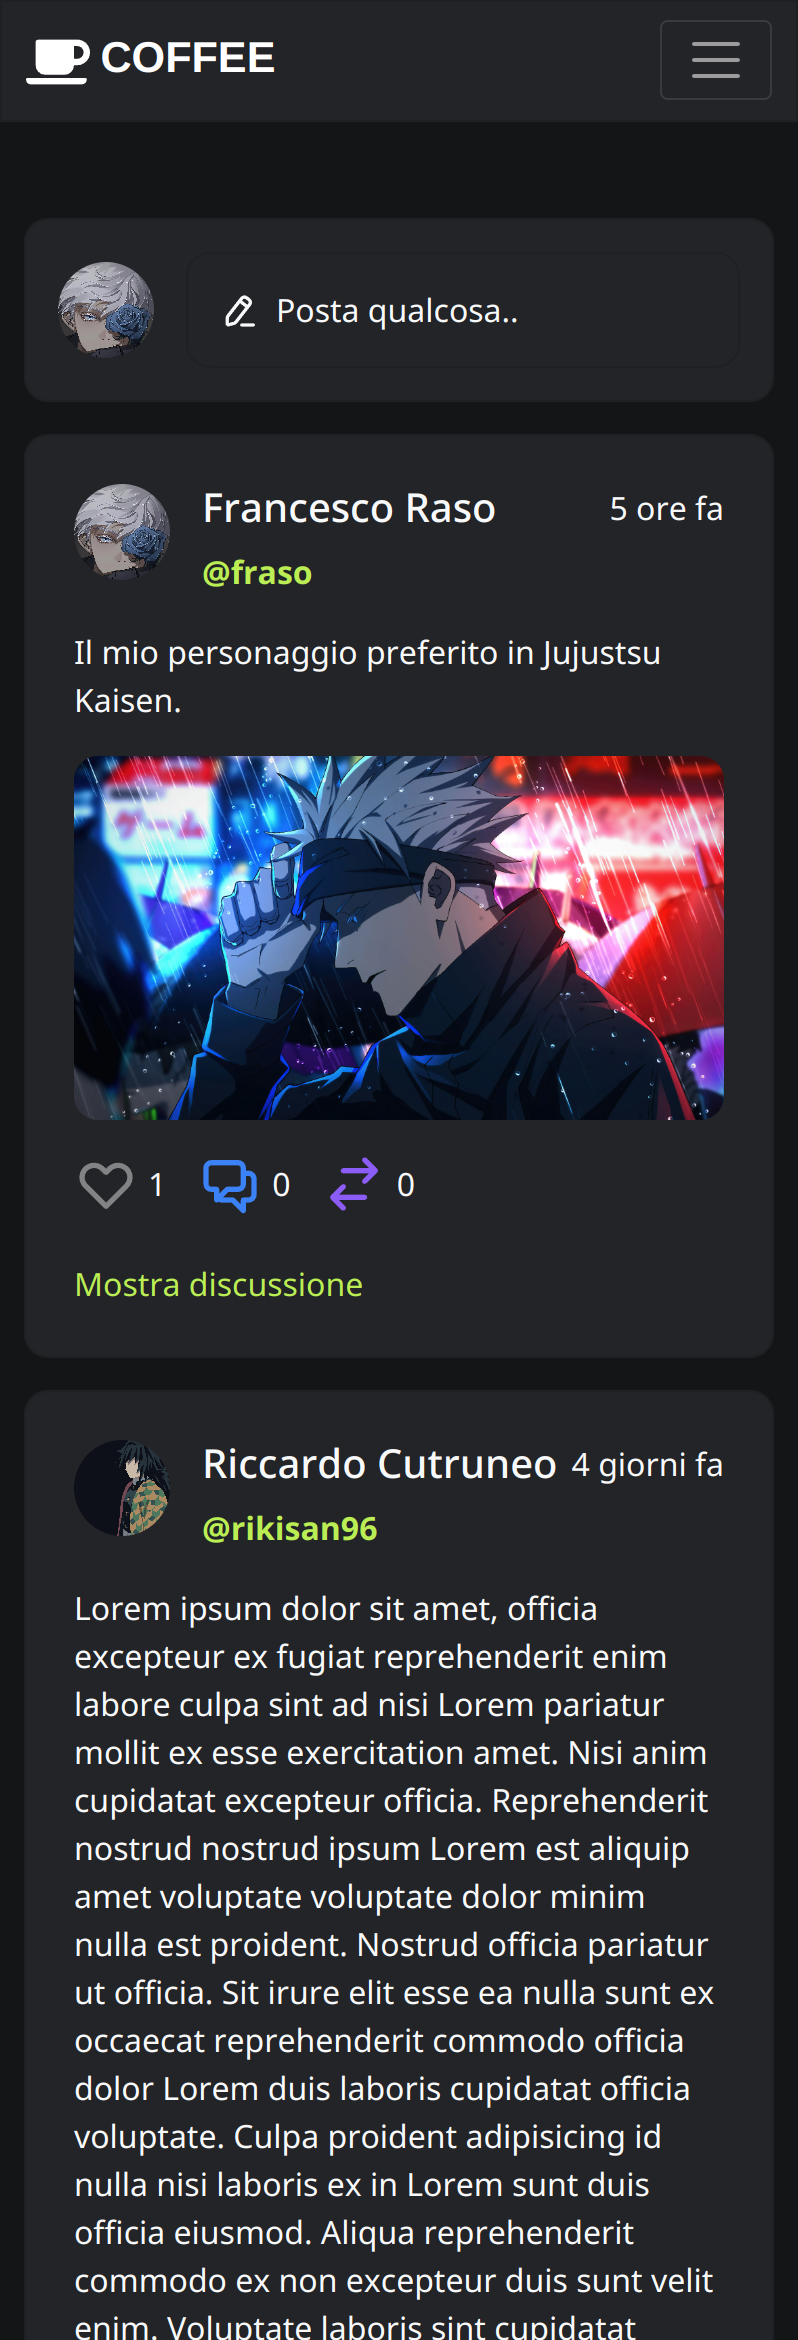 COFFEE
Posta qualcosa..
Francesco Raso
5 ore fa
@fraso
Il mio personaggio preferito in Jujustsu
Kaisen.
ゲーム
1
0
0
Mostra discussione
Riccardo Cutruneo
4 giorni fa
@rikisan96
Lorem ipsum dolor sit amet, officia
excepteur ex fugiat reprehenderit enim
labore culpa sint ad nisi Lorem pariatur
mollit ex esse exercitation amet. Nisi anim
cupidatat excepteur officia. Reprehenderit
nostrud nostrud ipsum Lorem est aliquip
amet voluptate voluptate dolor minim
nulla est proident. Nostrud officia pariatur
ut officia. Sit irure elit esse ea nulla sunt ex
occaecat reprehenderit commodo officia
dolor Lorem duis laboris cupidatat officia
voluptate. Culpa proident adipisicing id
nulla nisi laboris ex in Lorem sunt duis
officia eiusmod. Aliqua reprehenderit
commodo ex non excepteur duis sunt velit
enim. Voluptate laboris sint cupidatat